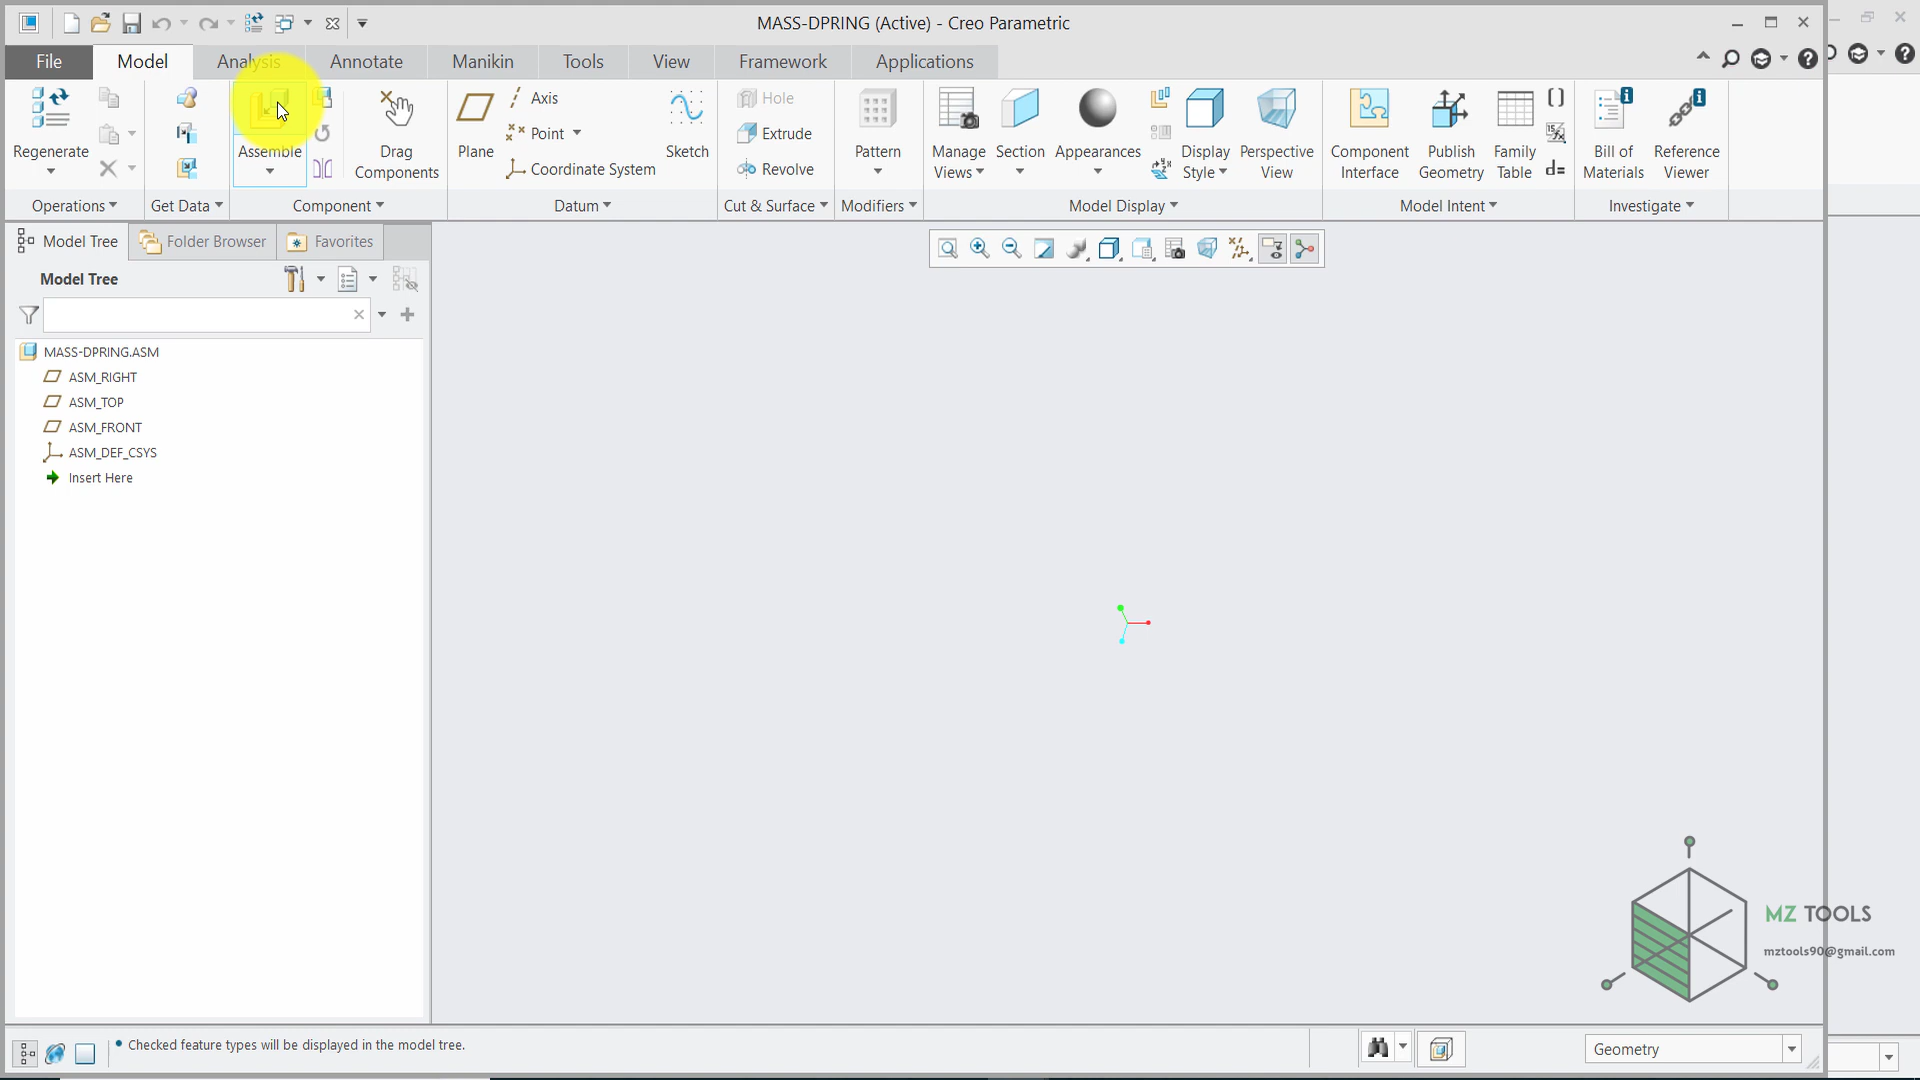 MASS-DPRING (Active) - Creo Parametric
File
Model
Analysis
Annotate
Manikin
Tools
View
Framework
Applications
Regenerate
Assemble
Drag
Components
Plane
Axis
Point
Coordinate System
Sketch
Hole
Extrude
Revolve
Pattern
Manage
Views
Section
Appearances
Display
Style
Perspective
View
Component
Interface
Publish
Geometry
Family
Table
Bill of
Materials
Reference
Viewer
Operations
Get Data
Component
Datum
Cut & Surface
Modifiers
Model Display
Model Intent
Investigate
Model Tree
Folder Browser
Favorites
Model Tree
MASS-DPRING.ASM
ASM_RIGHT
ASM_TOP
ASM_FRONT
ASM_DEF_CSYS
Insert Here
MZ TOOLS
mztools90@gmail.com
Checked feature types will be displayed in the model tree.
Geometry